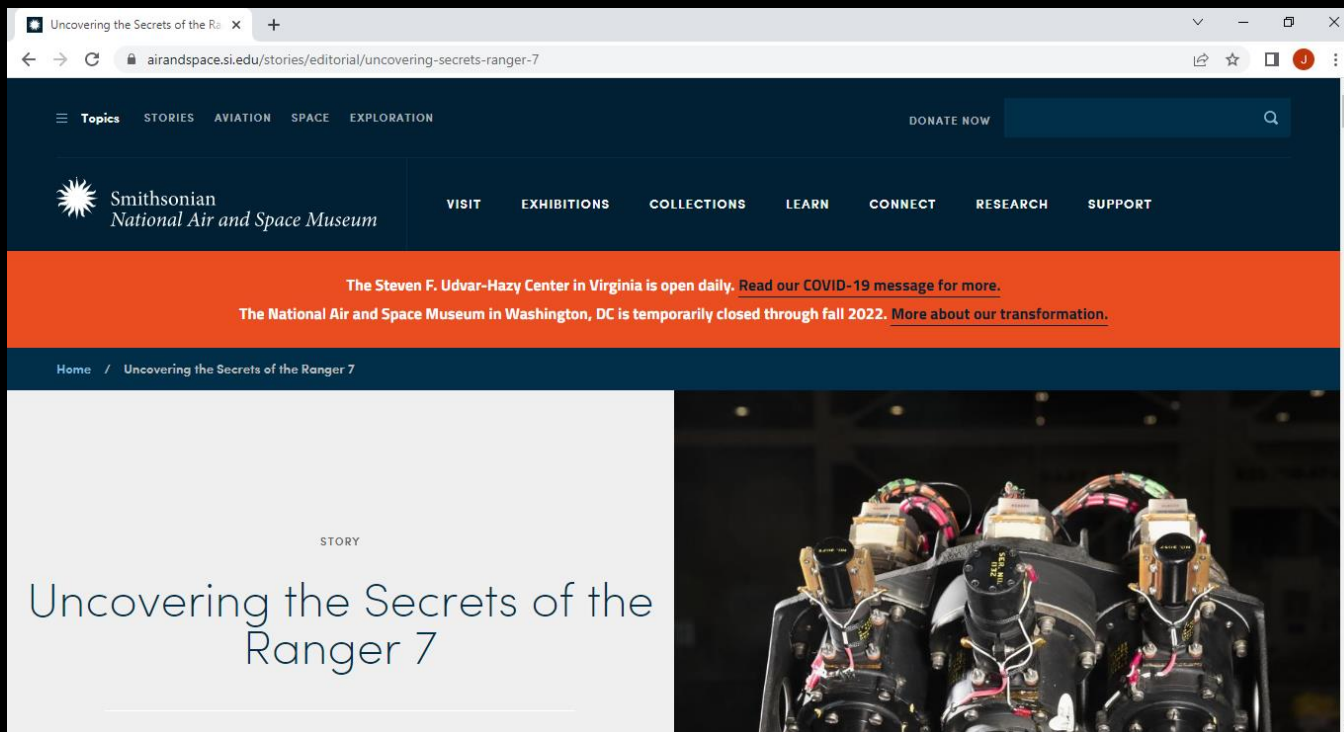 Uncovering the Secrets of the Ra
airandspace.si.edu/stories/editorial/uncovering-secrets-ranger-7
J
Topics STORIES AVIATION SPACE EXPLORATION DONATE NOW
Smithsonian
National Air and Space Museum
VISIT EXHIBITIONS COLLECTIONS LEARN CONNECT RESEARCH SUPPORT
The Steven F. Udvar-Hazy Center in Virginia is open daily. Read our COVID-19 message for more.
The National Air and Space Museum in Washington, DC is temporarily closed through fall 2022. More about our transformation.
Home / Uncovering the Secrets of the Ranger 7
STORY
Uncovering the Secrets of the
Ranger 7